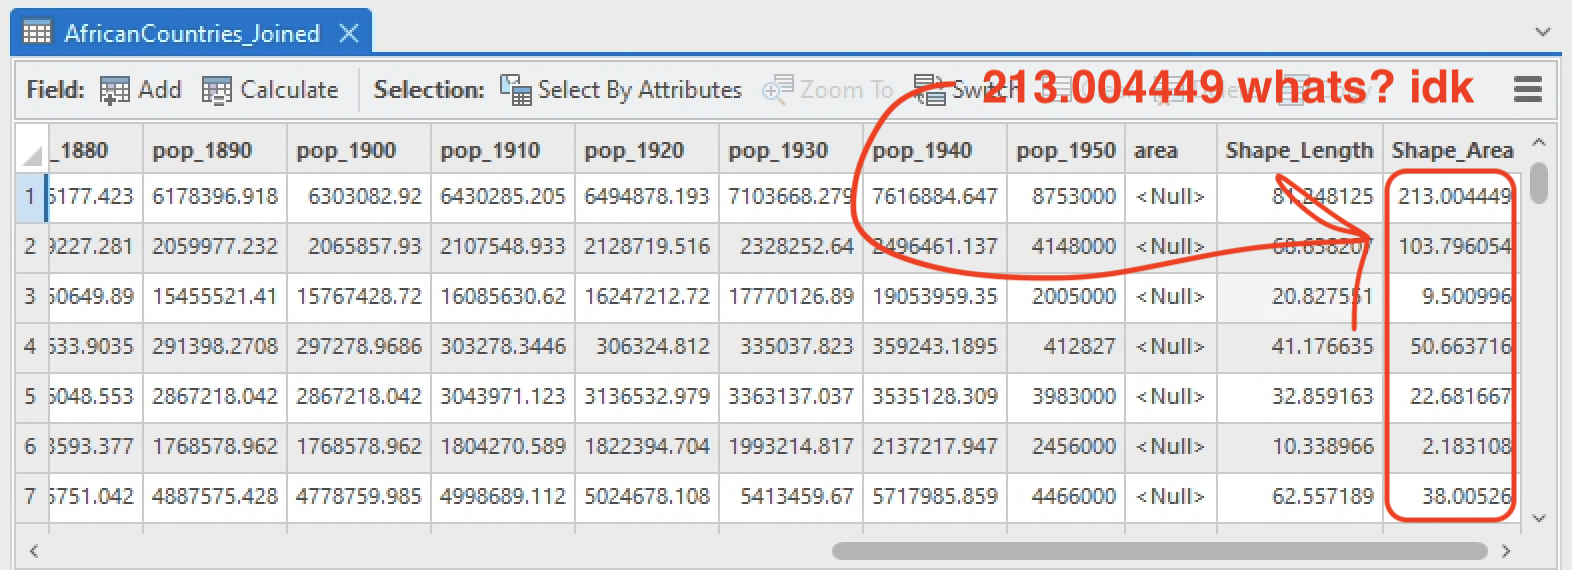 AfricanCountries_Joined
Field: Add Calculate Selection: Select By Attributes Zoom To Switch
213.004449 whats? idk
_1880 pop_1890 pop_1900 pop_1910 pop_1920 pop_1930 pop_1940 pop_1950 area Shape_Length Shape_Area
1 6177.423 6178396.918 6303082.92 6430285.205 6494878.193 7103668.279 7616884.647 8753000 <Null> 81.248125 213.004449
2 9227.281 2059977.232 2065857.93 2107548.933 2128719.516 2328252.64 2496461.137 4148000 <Null> 68.638207 103.796054
3 50649.89 15455521.41 15767428.72 16085630.62 16247212.72 17770126.89 19053959.35 2005000 <Null> 20.827551 9.500996
4 533.9035 291398.2708 297278.9686 303278.3446 306324.812 335037.823 359243.1895 412827 <Null> 41.176635 50.663716
5 6048.553 2867218.042 2867218.042 3043971.123 3136532.979 3363137.037 3535128.309 3983000 <Null> 32.859163 22.681667
6 3593.377 1768578.962 1768578.962 1804270.589 1822394.704 1993214.817 2137217.947 2456000 <Null> 10.338966 2.183108
7 5751.042 4887575.428 4778759.985 4998689.112 5024678.108 5413459.67 5717985.859 4466000 <Null> 62.557189 38.00526